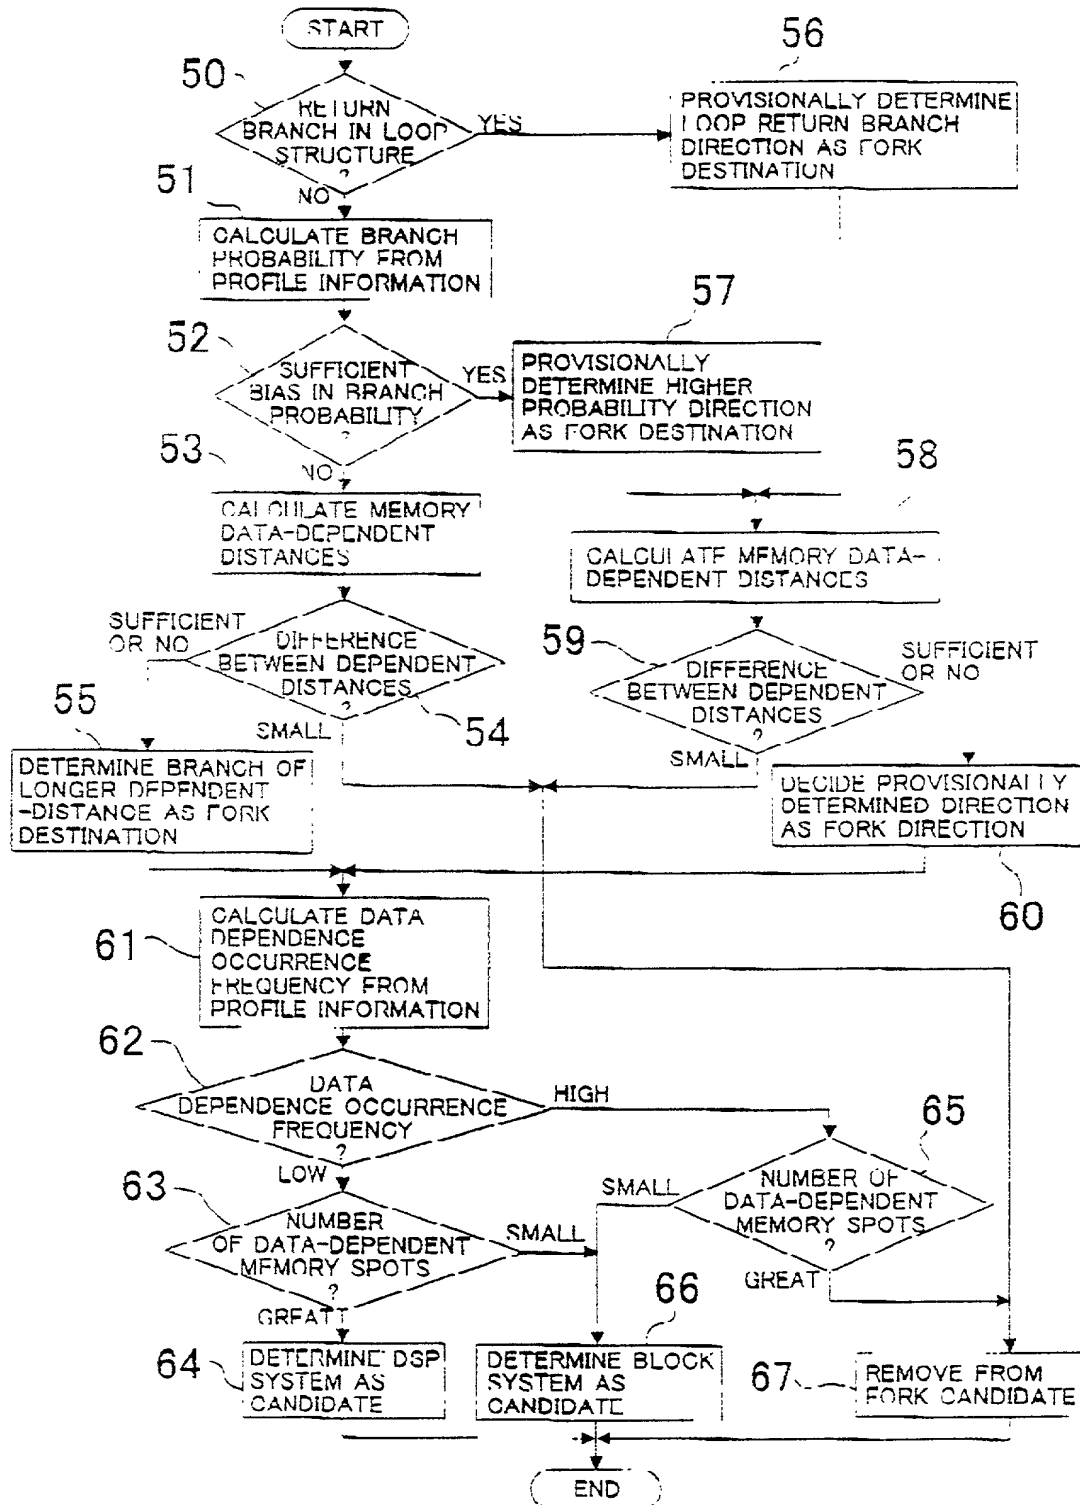 START
50
RETURN
BRANCH IN LOOP
STRUCTURE
?
YES
NO
56
PROVISIONALLY DETERMINE
LOOP RETURN BRANCH
DIRECTION AS FORK
DESTINATION
51
CALCULATE BRANCH
PROBABILITY FROM
PROFILE INFORMATION
52
SUFFICIENT
BIAS IN BRANCH
PROBABILITY
?
YES
NO
57
PROVISIONALLY
DETERMINE HIGHER
PROBABILITY DIRECTION
AS FORK DESTINATION
53
CALCULATE MEMORY
DATA-DEPENDENT
DISTANCES
58
CALCULATE MEMORY DATA-
DEPENDENT DISTANCES
SUFFICIENT
OR NO
DIFFERENCE
BETWEEN DEPENDENT
DISTANCES
?
54
SMALL
59
DIFFERENCE
BETWEEN DEPENDENT
DISTANCES
?
SUFFICIENT
OR NO
SMALL
55
DETERMINE BRANCH OF
LONGER DEPENDENT
-DISTANCE AS FORK
DESTINATION
DECIDE PROVISIONALLY
DETERMINED DIRECTION
AS FORK DIRECTION
60
61
CALCULATE DATA
DEPENDENCE
OCCURRENCE
FREQUENCY FROM
PROFILE INFORMATION
62
DATA
DEPENDENCE OCCURRENCE
FREQUENCY
?
HIGH
LOW
65
NUMBER OF
DATA-DEPENDENT
MEMORY SPOTS
?
SMALL
GREAT
63
NUMBER
OF DATA-DEPENDENT
MEMORY SPOTS
?
SMALL
GREAT
64
DETERMINE DSP
SYSTEM AS
CANDIDATE
66
DETERMINE BLOCK
SYSTEM AS
CANDIDATE
67
REMOVE FROM
FORK CANDIDATE
END